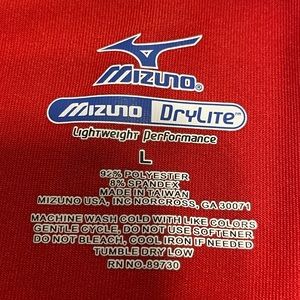 MIZUNO®
MIZUNO DRYLITE™
Lightweight Performance
L
92% POLYESTER
8% SPANDEX
MADE IN TAIWAN
MIZUNO USA, INC NORCROSS, GA 30071
MACHINE WASH COLD WITH LIKE COLORS
GENTLE CYCLE, DO NOT USE SOFTENER
DO NOT BLEACH, COOL IRON IF NEEDED
TUMBLE DRY LOW
RN NO.89730